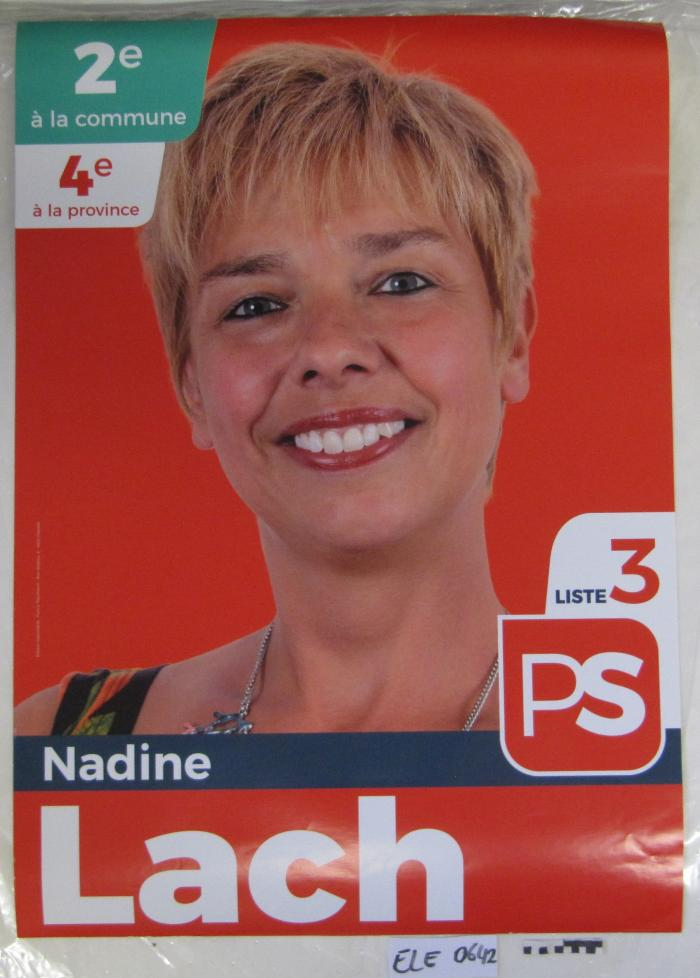 2e
à la commune
4e
à la province
LISTE 3
PS
Nadine
Lach
ELE 0642